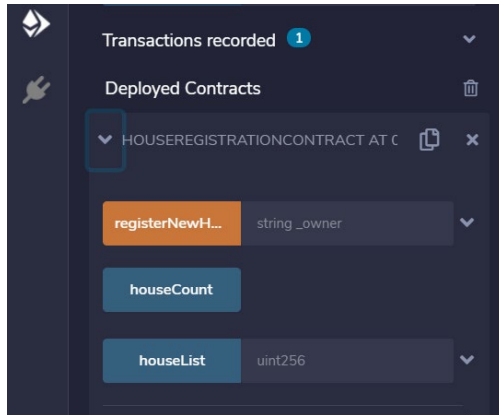 Transactions recorded 1
Deployed Contracts
HOUSEREGISTRATIONCONTRACT AT
registerNewH... string _owner
houseCount
houseList uint256